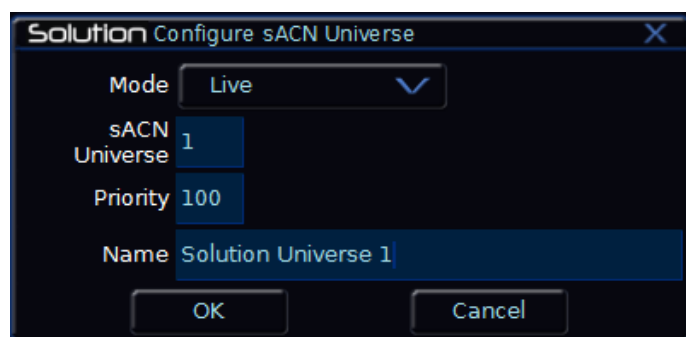 Solution Configure sACN Universe X
Mode Live
sACN
Universe 1
Priority 100
Name Solution Universe 1
OK Cancel